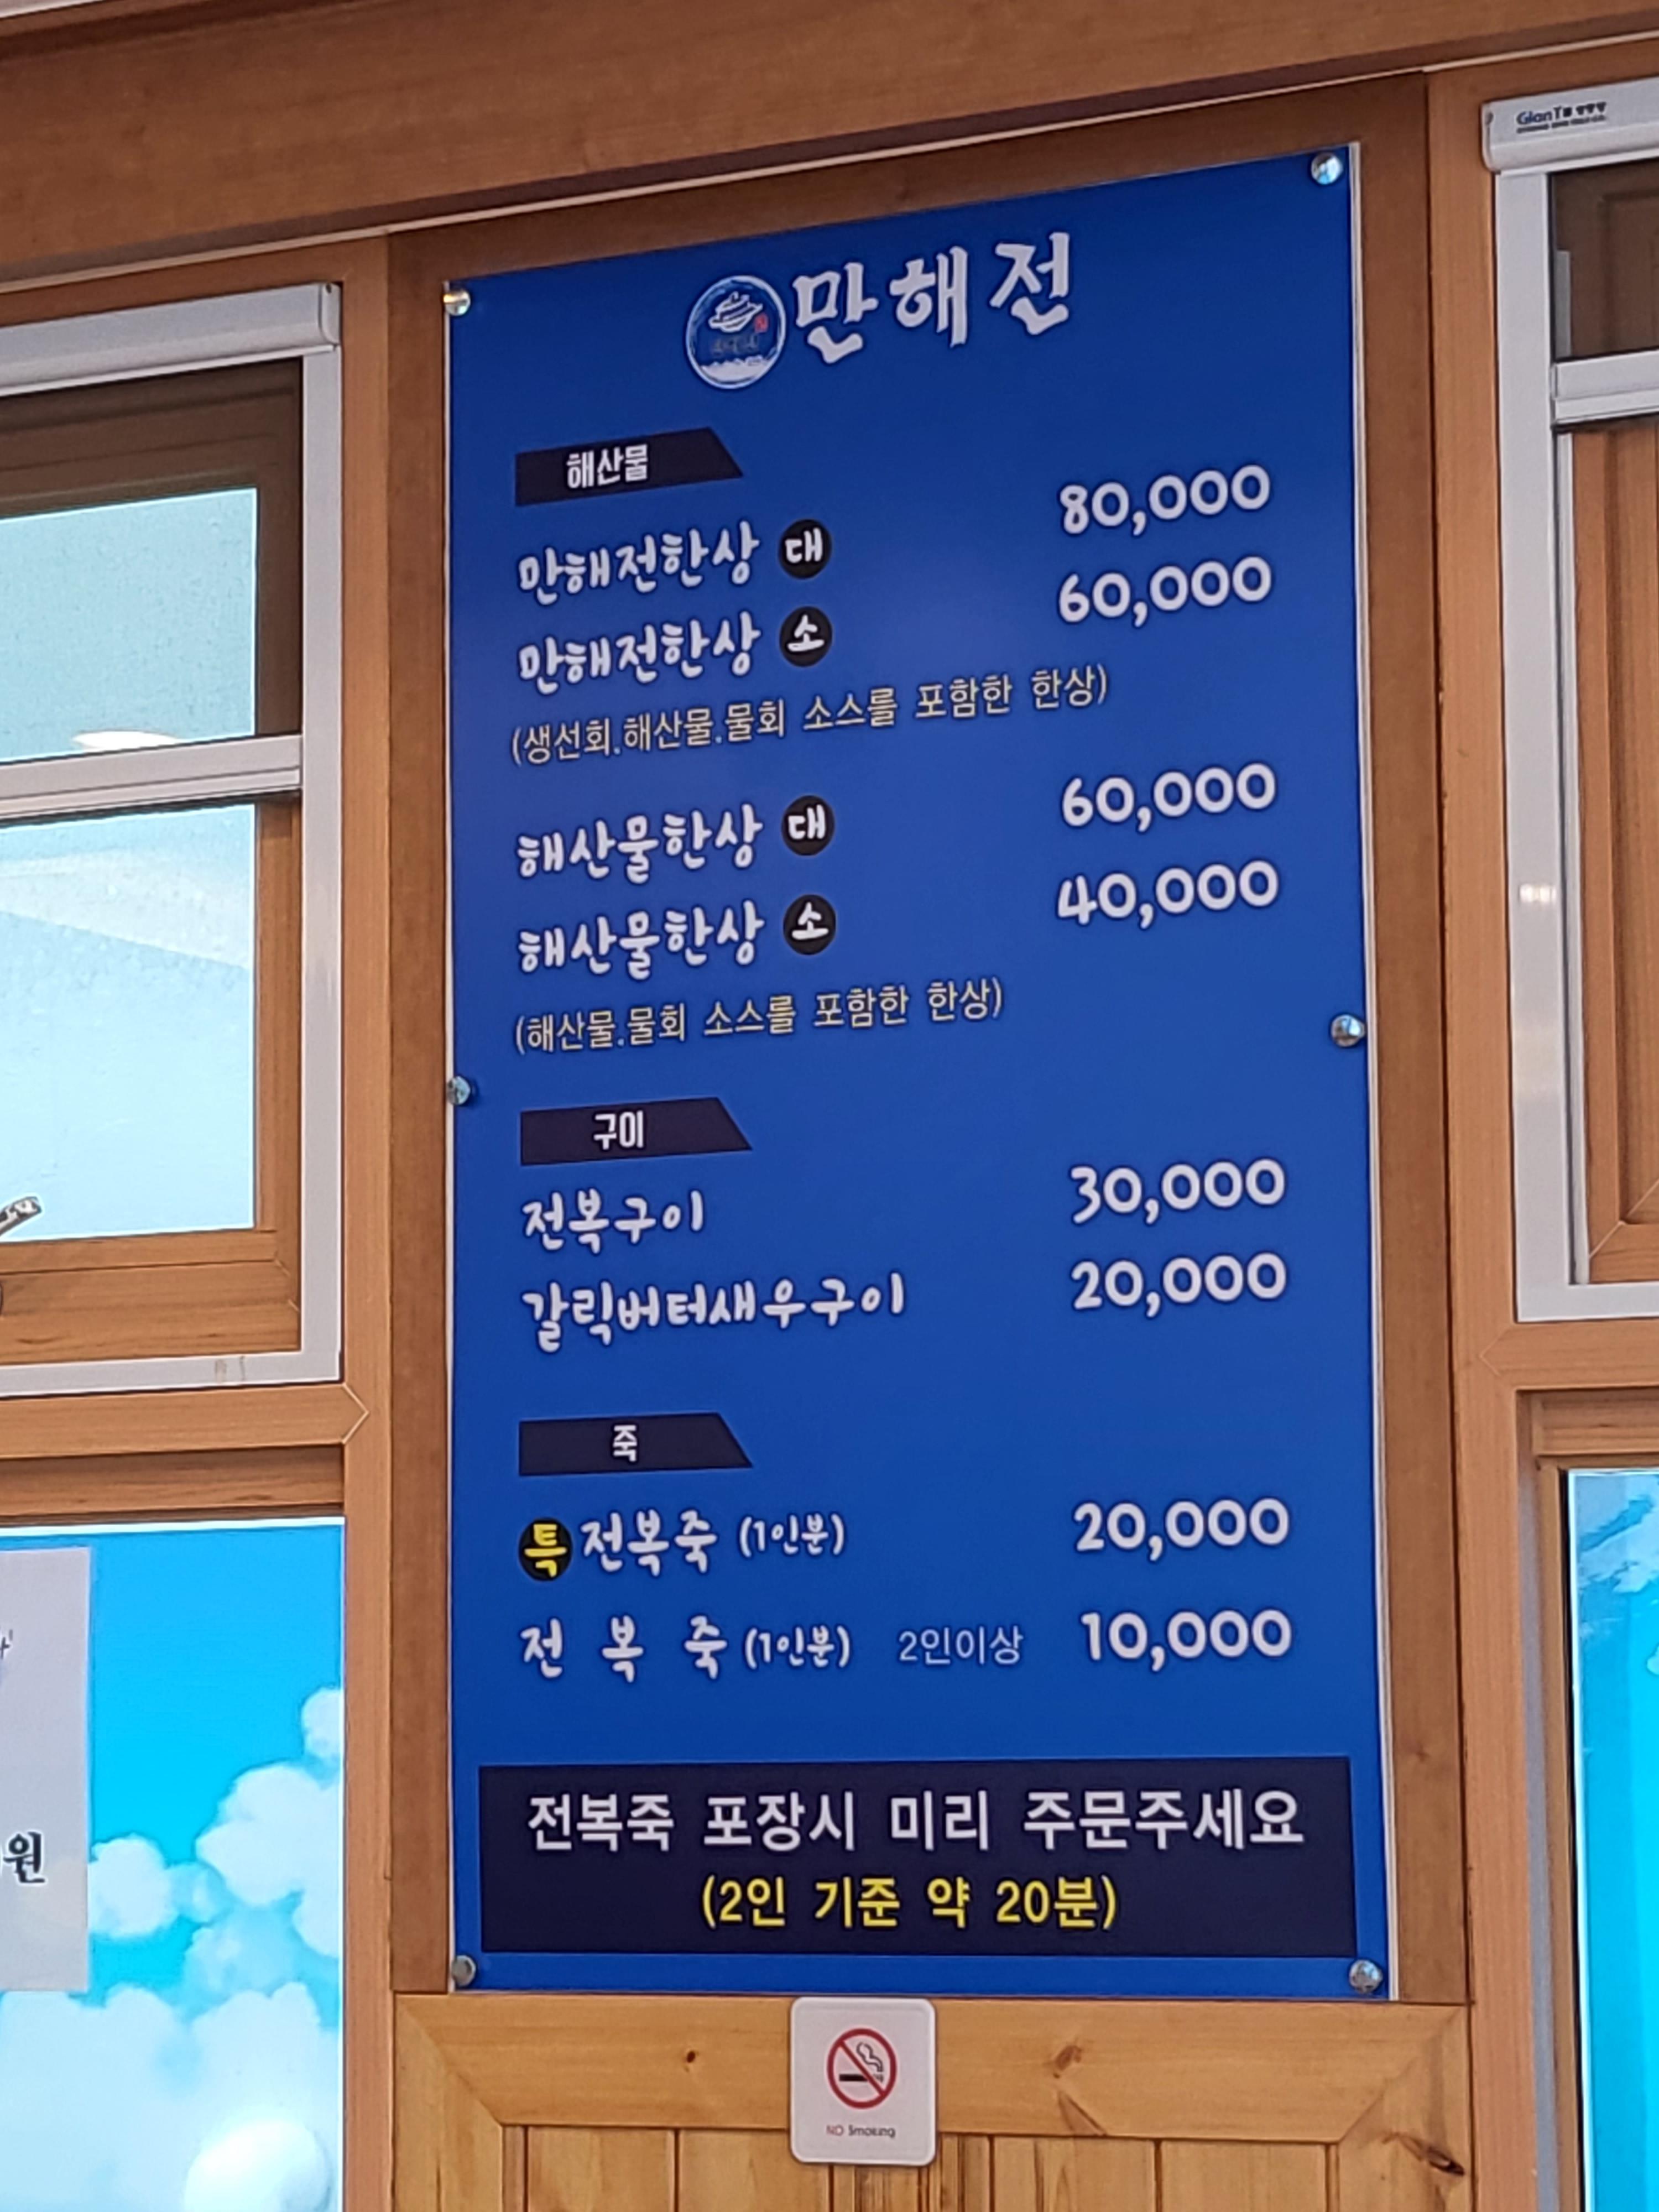 만해전
해산물
만해전한상 대 80,000
만해전한상 소 60,000
(생선회.해산물.물회 소스를 포함한 한상)
해산물한상 대 60,000
해산물한상 소 40,000
(해산물.물회 소스를 포함한 한상)
구이
전복구이 30,000
갈릭버터새우구이 20,000
죽
특 전복죽 (1인분) 20,000
전 복 죽 (1인분) 2인이상 10,000
전복죽 포장시 미리 주문주세요
(2인 기준 약 20분)
NO Smoking
원